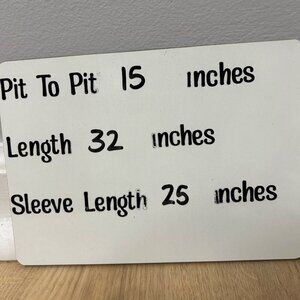 Pit To Pit 15 inches
Length 32 inches
Sleeve Length 25 inches